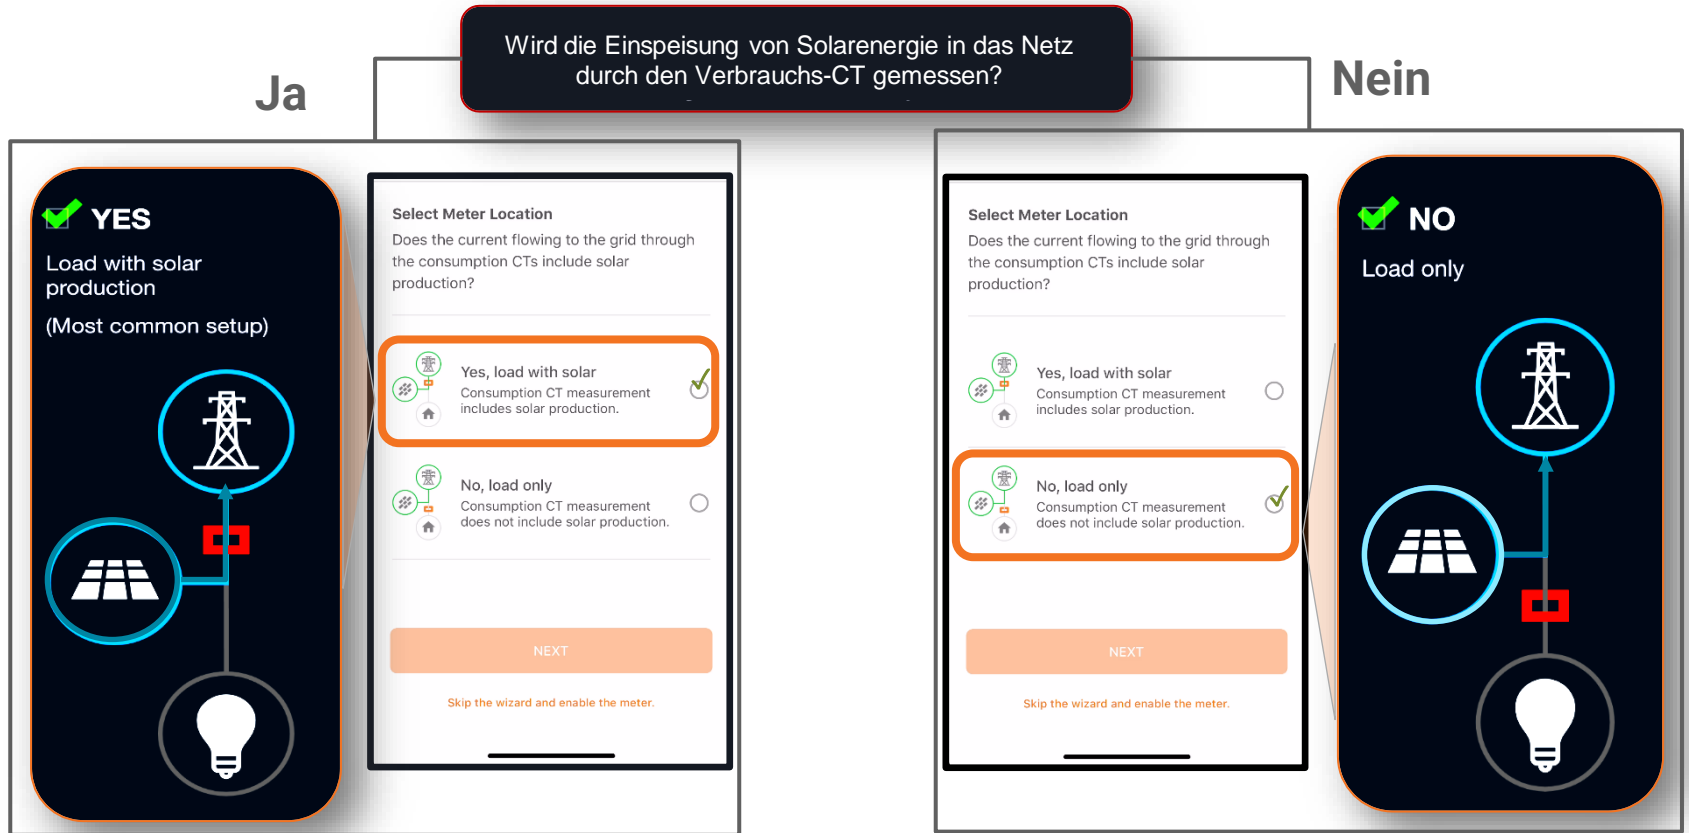 Wird die Einspeisung von Solarenergie in das Netz
durch den Verbrauchs-CT gemessen?
Ja
Nein
YES
Load with solar
production
(Most common setup)
Select Meter Location
Does the current flowing to the grid through
the consumption CTs include solar
production?
Yes, load with solar
Consumption CT measurement
includes solar production.
No, load only
Consumption CT measurement
does not include solar production.
NEXT
Skip the wizard and enable the meter.
Select Meter Location
Does the current flowing to the grid through
the consumption CTs include solar
production?
Yes, load with solar
Consumption CT measurement
includes solar production.
No, load only
Consumption CT measurement
does not include solar production.
NEXT
Skip the wizard and enable the meter.
NO
Load only